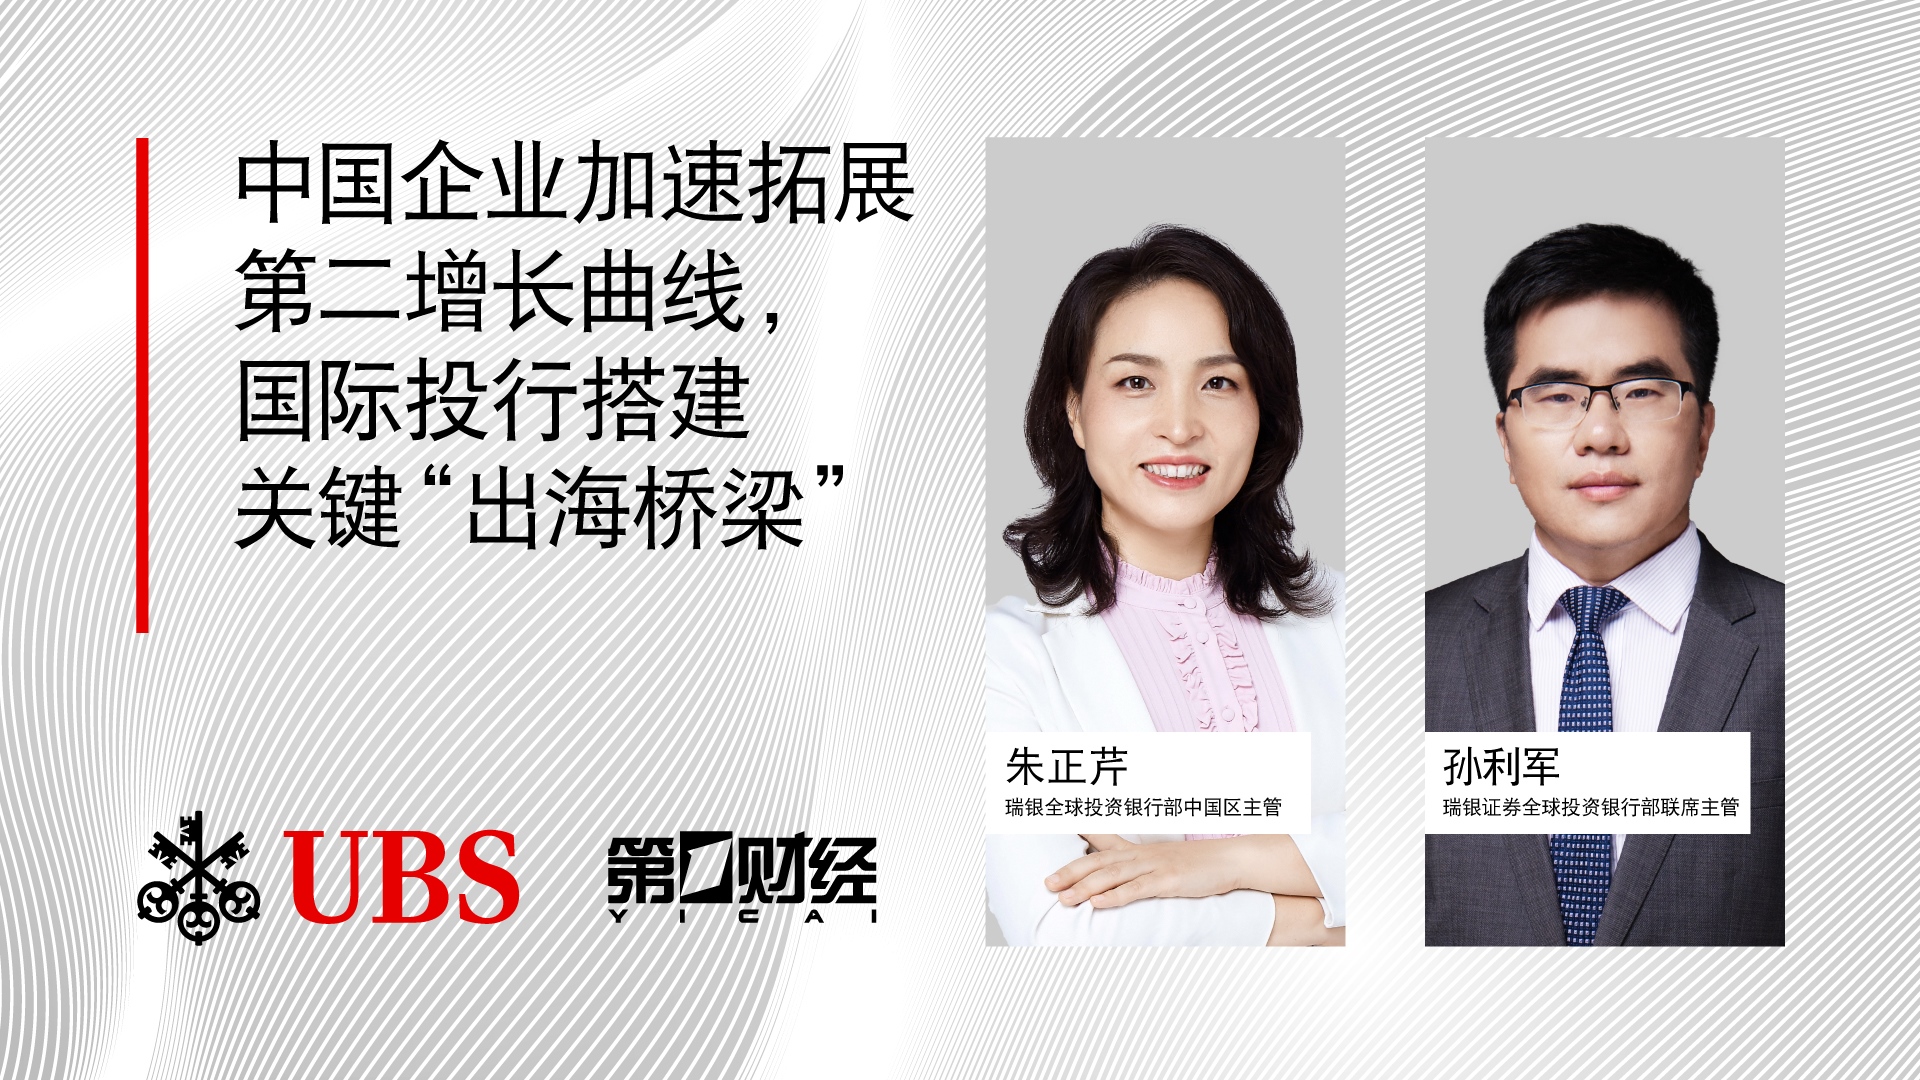 中国企业加速拓展
第二增长曲线，
国际投行搭建
关键“出海桥梁”
朱正芹
瑞银全球投资银行部中国区主管
孙利军
瑞银证券全球投资银行部联席主管
UBS
第一财经
YICAI